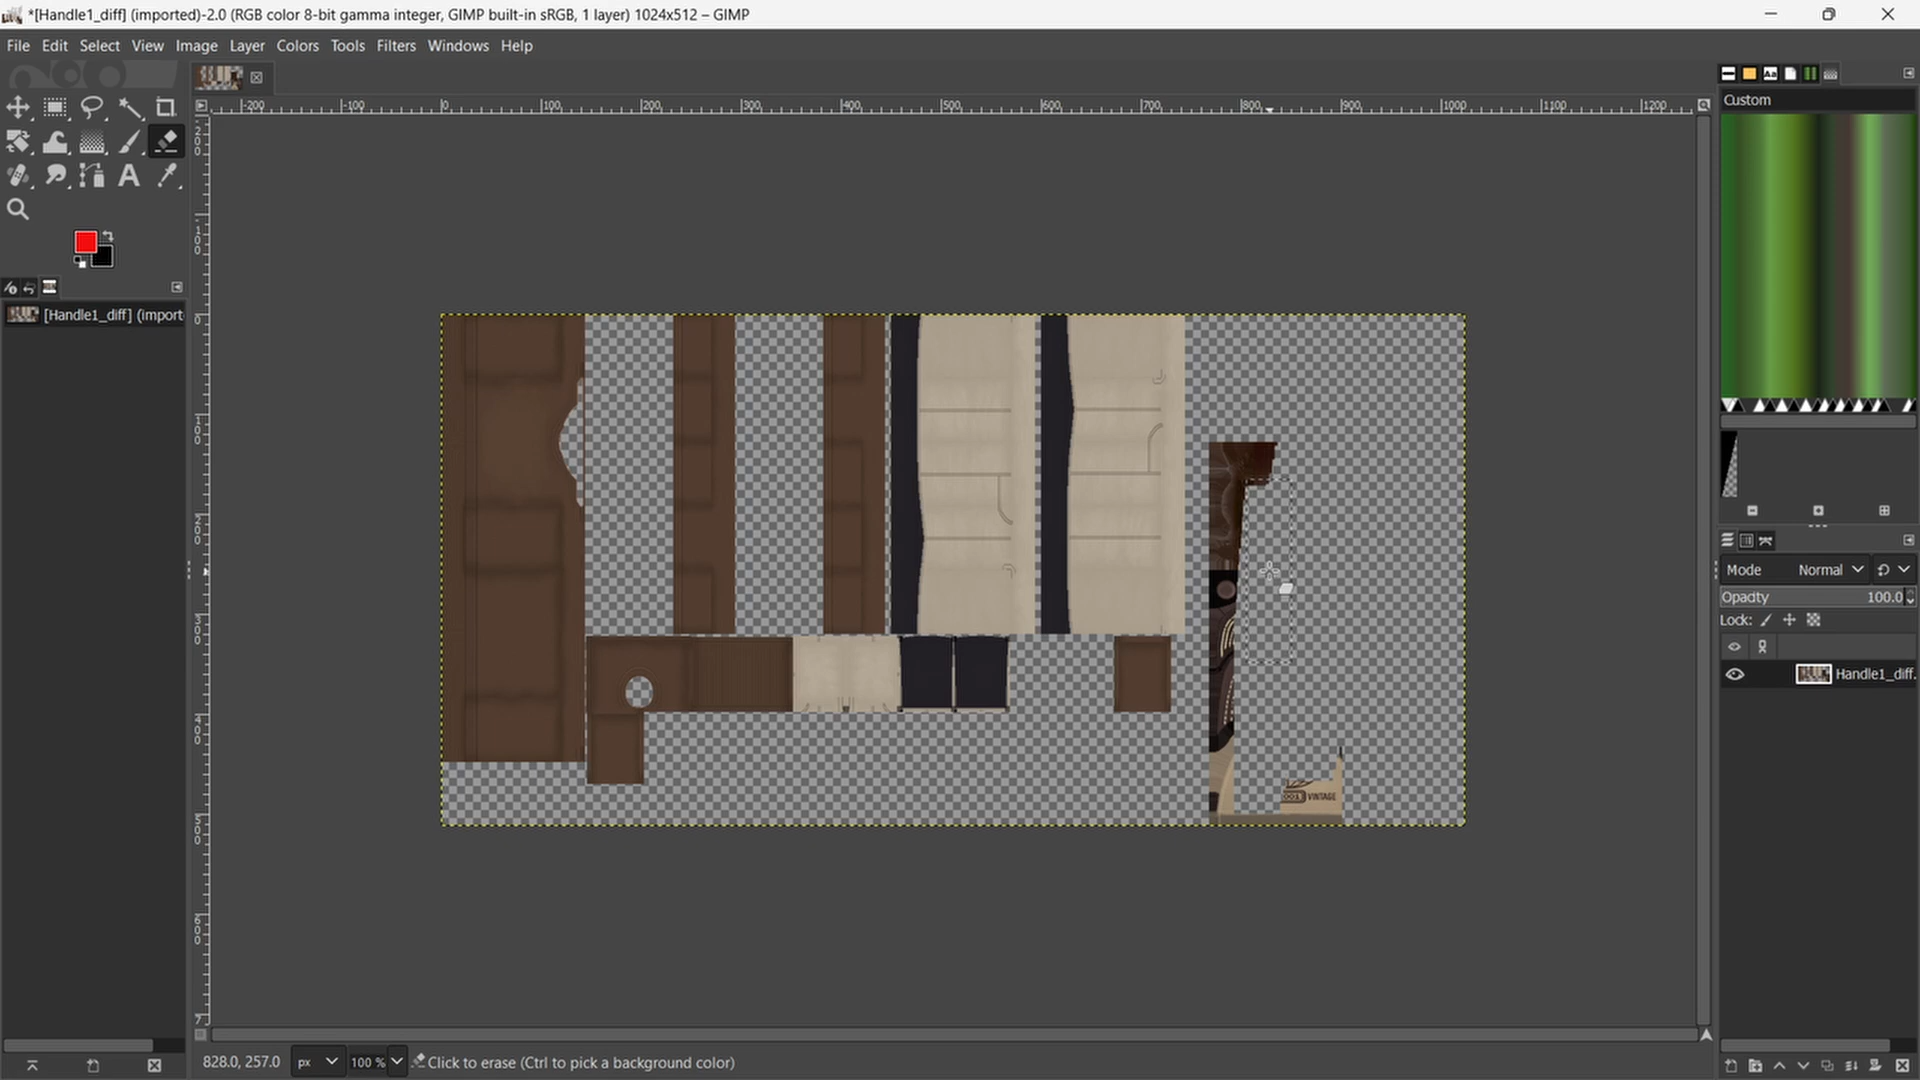 *[Handle1_diff] (imported)-2.0 (RGB color 8-bit gamma integer, GIMP built-in sRGB, 1 layer) 1024x512 – GIMP
File Edit Select View Image Layer Colors Tools Filters Windows Help
-200 -100 0 100 200 300 400 500 600 700 800 900 1000 1100 1200
Custom
[Handle1_diff] (import
Mode Normal
Opacity 100.0
Lock:
Handle1_diff.
VINTAGE
828.0, 257.0 px 100 % Click to erase (Ctrl to pick a background color)